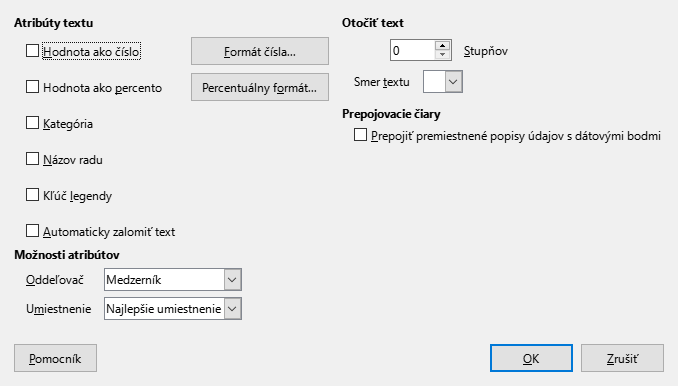 Atribúty textu
Hodnota ako číslo
Formát čísla...
Hodnota ako percento
Percentuálny formát...
Kategória
Názov radu
Kľúč legendy
Automaticky zalomiť text
Možnosti atribútov
Oddeľovač
Medzerník
Umiestnenie
Najlepšie umiestnenie
Otočiť text
0
Stupňov
Smer textu
Prepojovacie čiary
Prepojiť premiestnené popisy údajov s dátovými bodmi
Pomocník
OK
Zrušiť